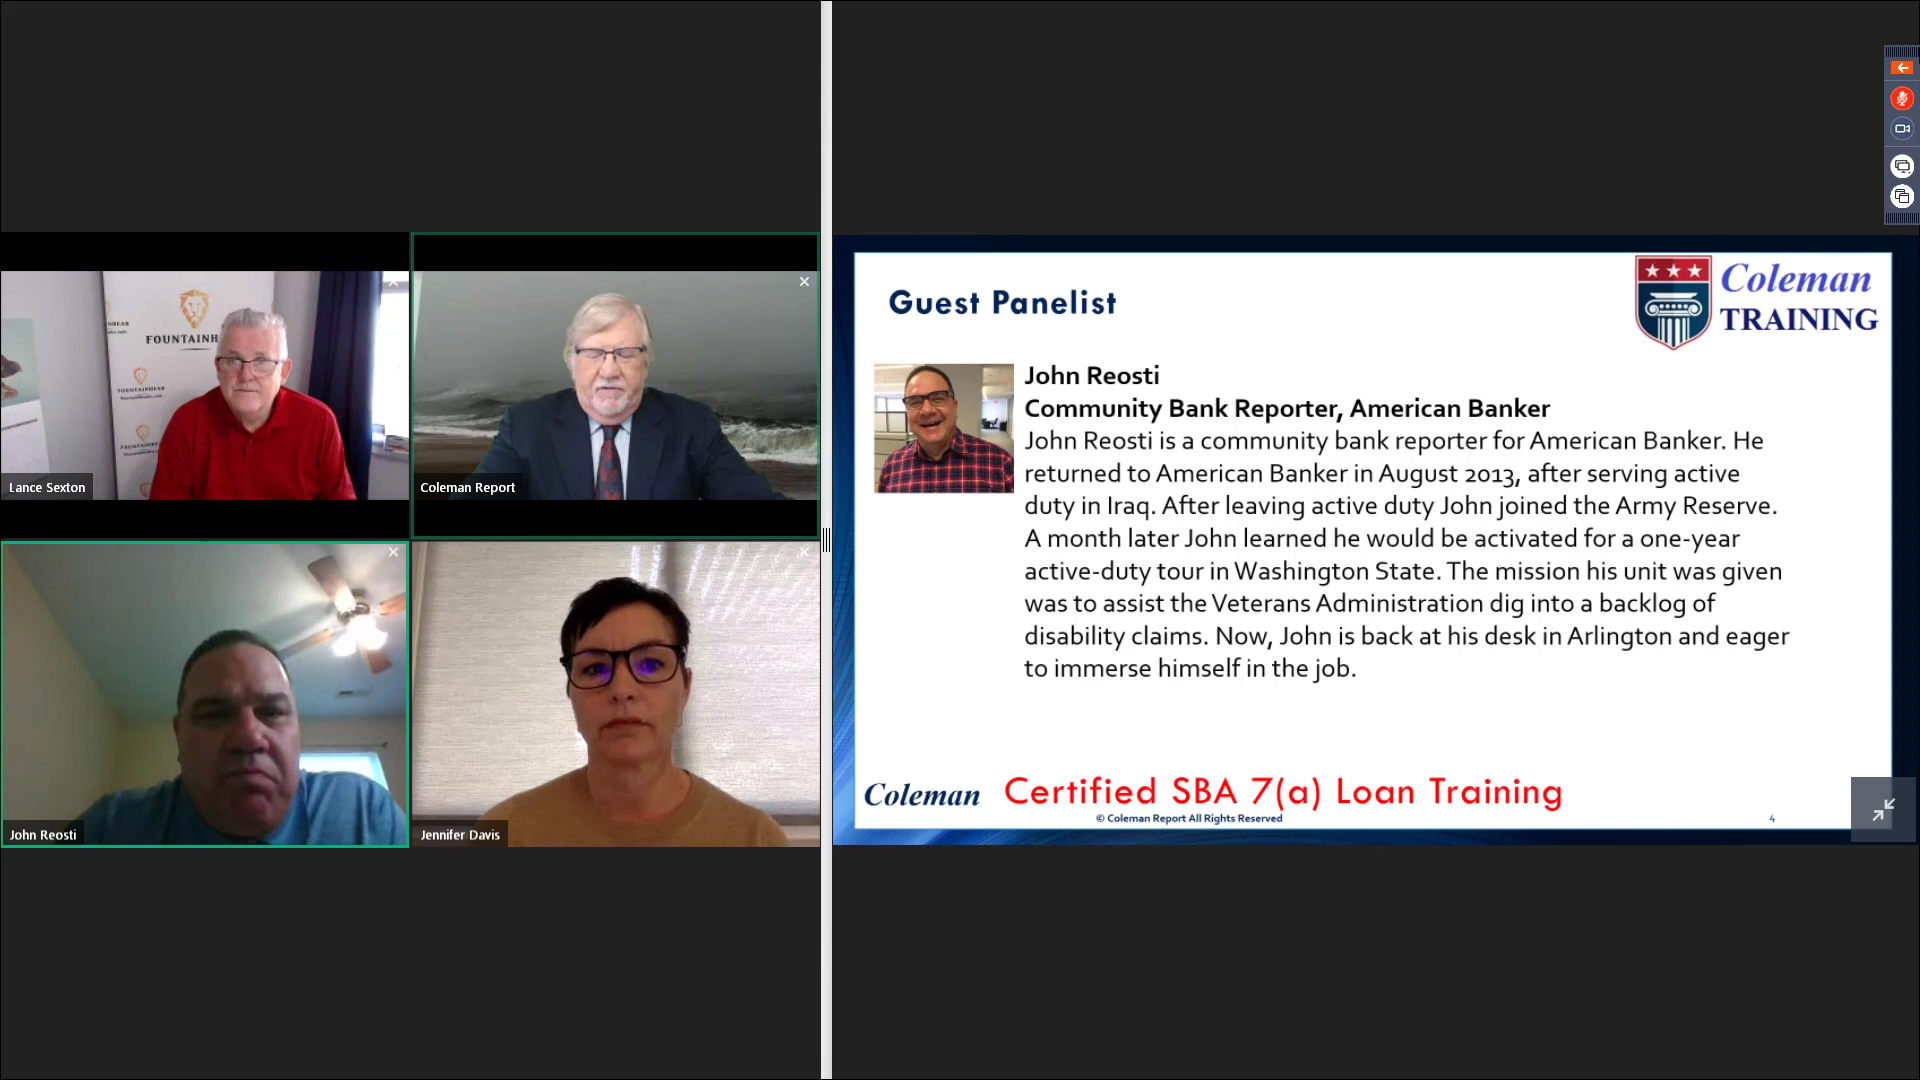 FOUNTAINH
FOUNTAINHEAD
Lance Sexton
Coleman Report
John Reosti
Jennifer Davis
Guest Panelist
Coleman
TRAINING
John Reosti
Community Bank Reporter, American Banker
John Reosti is a community bank reporter for American Banker. He
returned to American Banker in August 2013, after serving active
duty in Iraq. After leaving active duty John joined the Army Reserve.
A month later John learned he would be activated for a one-year
active-duty tour in Washington State. The mission his unit was given
was to assist the Veterans Administration dig into a backlog of
disability claims. Now, John is back at his desk in Arlington and eager
to immerse himself in the job.
Coleman Certified SBA 7(a) Loan Training
© Coleman Report All Rights Reserved
4